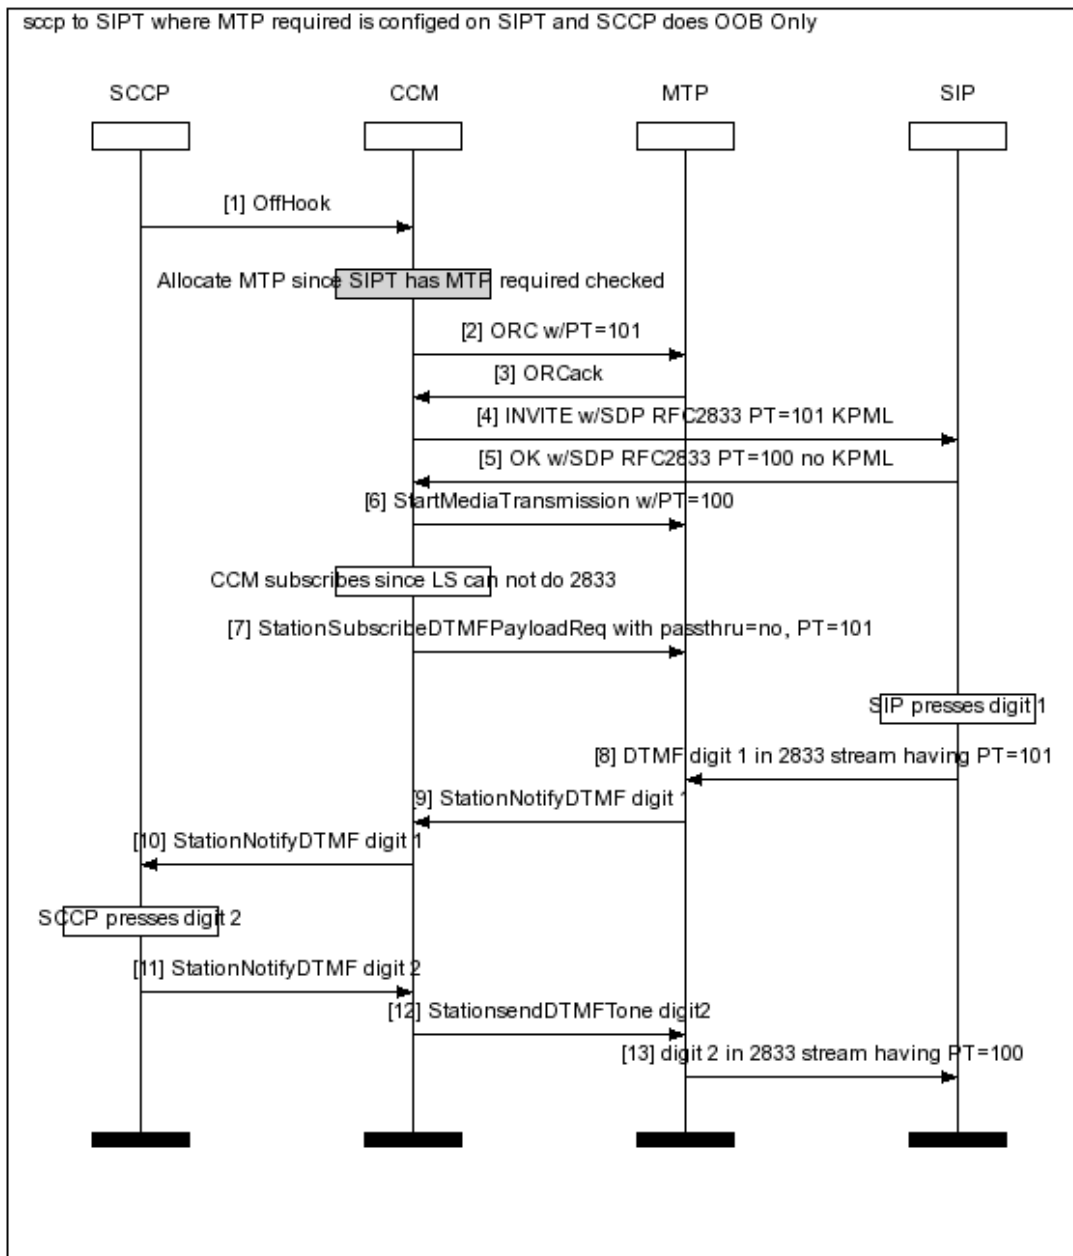 sccp to SIPT where MTP required is configed on SIPT and SCCP does OOB Only
SCCP CCM MTP SIP
[1] OffHook
Allocate MTP since SIPT has MTP required checked
[2] ORC w/PT=101
[3] ORCack
[4] INVITE w/SDP RFC2833 PT=101 KPML
[5] OK w/SDP RFC2833 PT=100 no KPML
[6] StartMediaTransmission w/PT=100
CCM subscribes since LS can not do 2833
[7] StationSubscribeDTMFPayloadReq with passthru=no, PT=101
SIP presses digit 1
[8] DTMF digit 1 in 2833 stream having PT=101
[9] StationNotifyDTMF digit 1
[10] StationNotifyDTMF digit 1
SCCP presses digit 2
[11] StationNotifyDTMF digit 2
[12] StationsendDTMFTone digit2
[13] digit 2 in 2833 stream having PT=100